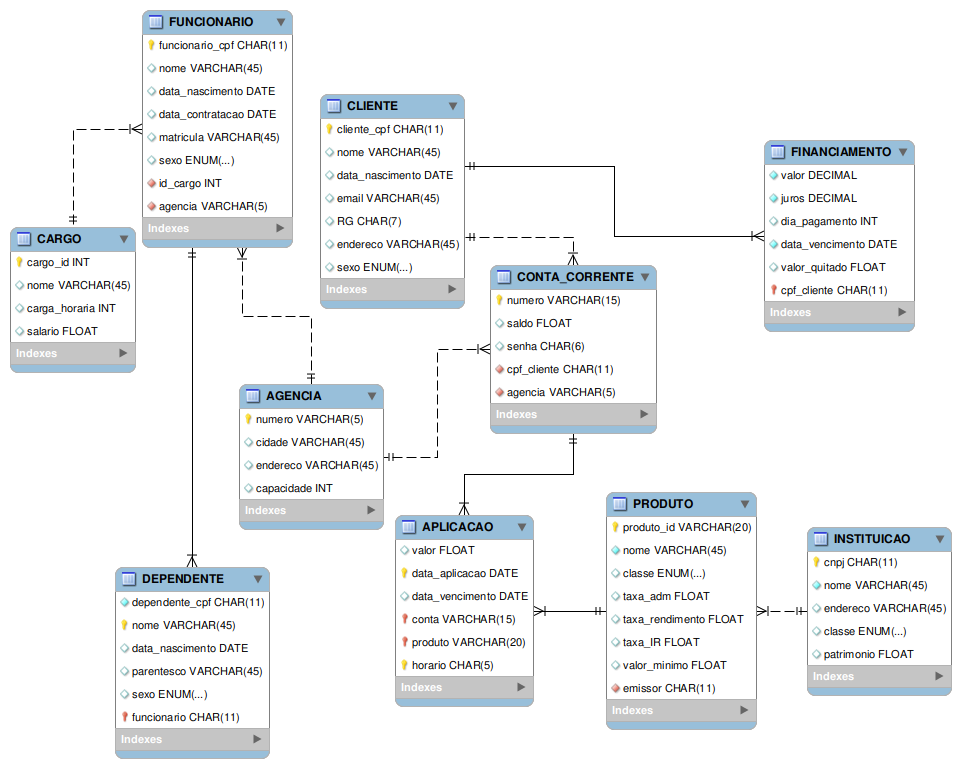 FUNCIONARIO
funcionario_cpf CHAR(11)
nome VARCHAR(45)
data_nascimento DATE
data_contratacao DATE
matricula VARCHAR(45)
sexo ENUM(...)
id_cargo INT
agencia VARCHAR(5)
Indexes
CLIENTE
cliente_cpf CHAR(11)
nome VARCHAR(45)
data_nascimento DATE
email VARCHAR(45)
RG CHAR(7)
endereco VARCHAR(45)
sexo ENUM(...)
Indexes
FINANCIAMENTO
valor DECIMAL
juros DECIMAL
dia_pagamento INT
data_vencimento DATE
valor_quitado FLOAT
cpf_cliente CHAR(11)
Indexes
CARGO
cargo_id INT
nome VARCHAR(45)
carga_horaria INT
salario FLOAT
Indexes
CONTA_CORRENTE
numero VARCHAR(15)
saldo FLOAT
senha CHAR(6)
cpf_cliente CHAR(11)
agencia VARCHAR(5)
Indexes
AGENCIA
numero VARCHAR(5)
cidade VARCHAR(45)
endereco VARCHAR(45)
capacidade INT
Indexes
APLICACAO
valor FLOAT
data_aplicacao DATE
data_vencimento DATE
conta VARCHAR(15)
produto VARCHAR(20)
horario CHAR(5)
Indexes
PRODUTO
produto_id VARCHAR(20)
nome VARCHAR(45)
classe ENUM(...)
taxa_adm FLOAT
taxa_rendimento FLOAT
taxa_IR FLOAT
valor_minimo FLOAT
emissor CHAR(11)
Indexes
INSTITUICAO
cnpj CHAR(11)
nome VARCHAR(45)
endereco VARCHAR(45)
classe ENUM(...)
patrimonio FLOAT
Indexes
DEPENDENTE
dependente_cpf CHAR(11)
nome VARCHAR(45)
data_nascimento DATE
parentesco VARCHAR(45)
sexo ENUM(...)
funcionario CHAR(11)
Indexes